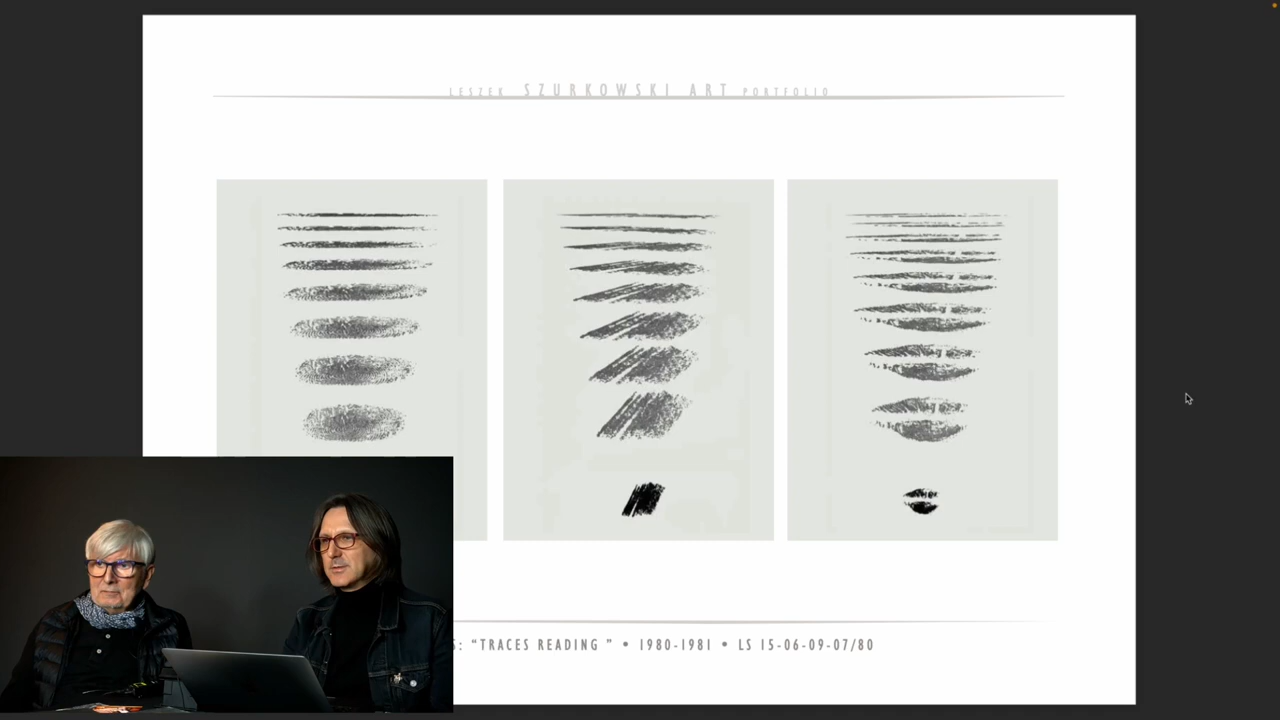 LESZEK SZURKOWSKI ART PORTFOLIO
S: “TRACES READING ” • 1980-1981 • LS 15-06-09-07/80